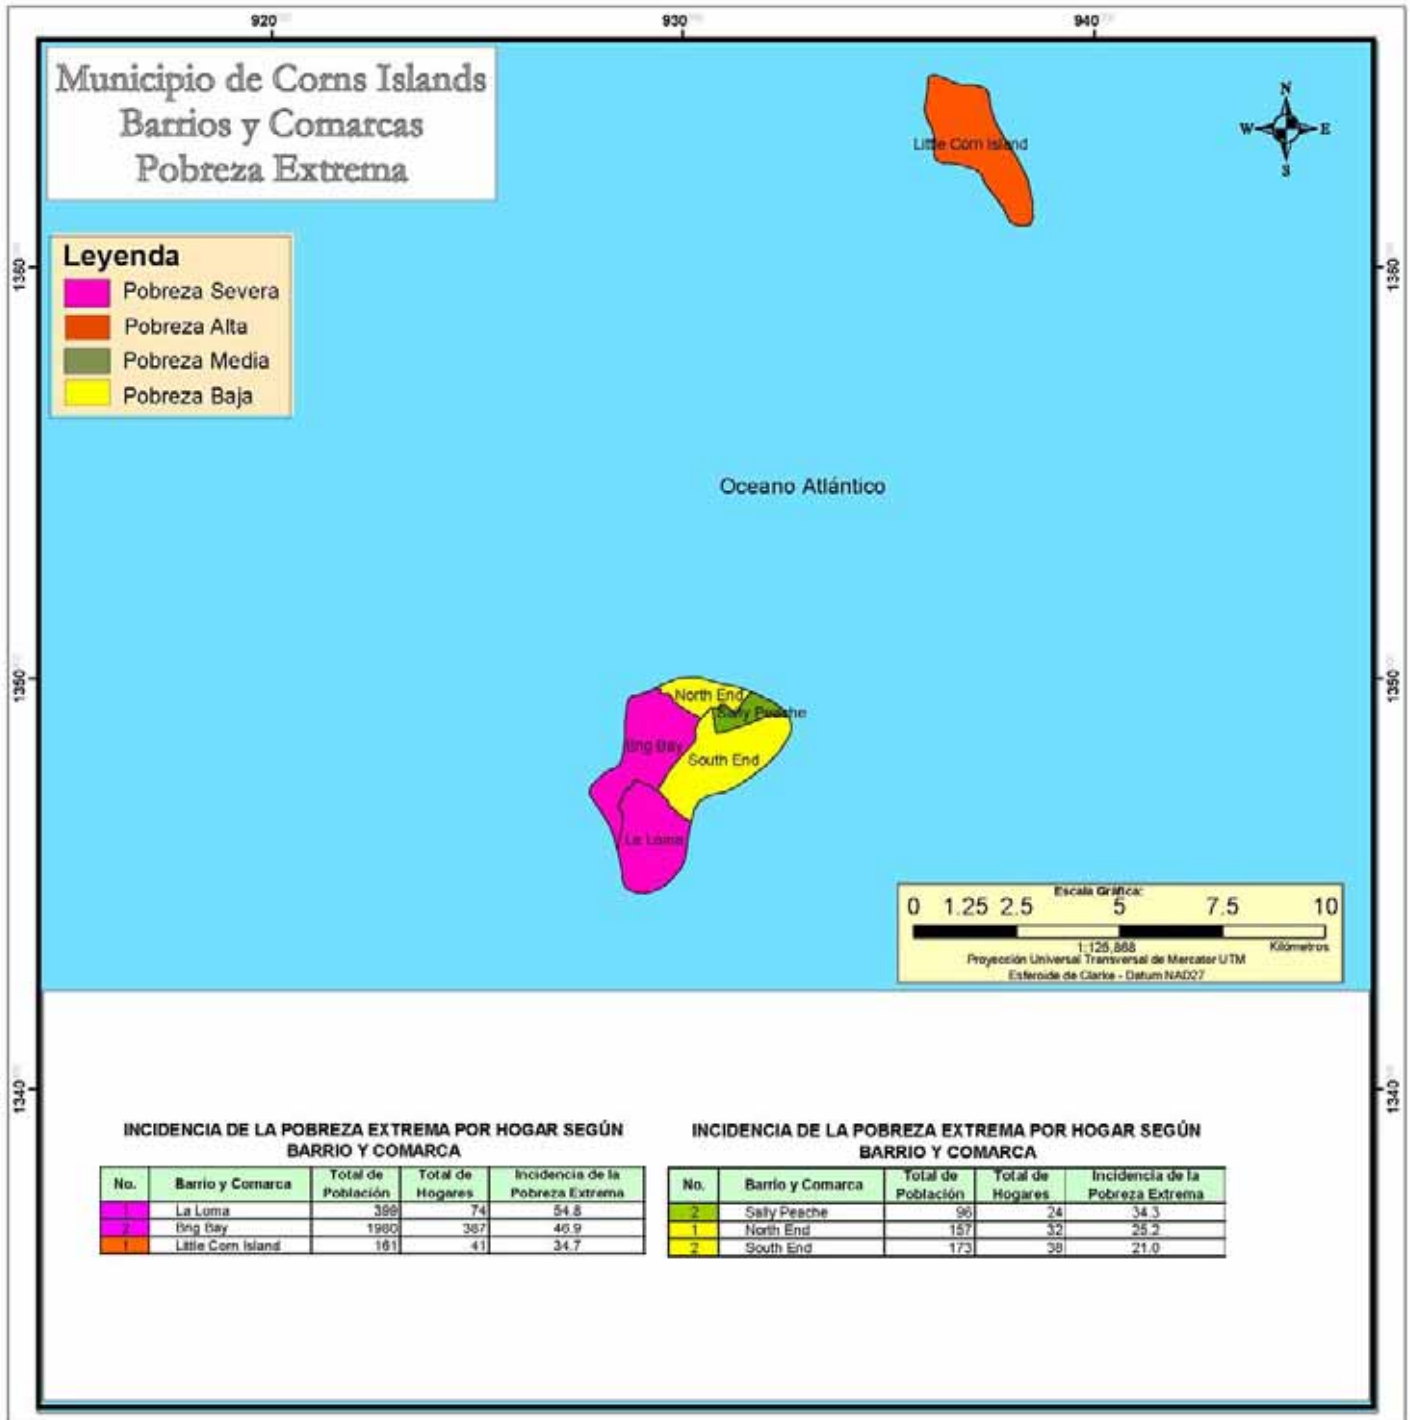 920 930 940
Municipio de Corns Islands
Barrios y Comarcas
Pobreza Extrema
N
W E
S
Little Corn Island
Leyenda
Pobreza Severa
Pobreza Alta
Pobreza Media
Pobreza Baja
1360 1360
Oceano Atlántico
1350 1350
North End
Sally Peache
Brig Bay
South End
La Loma
Escala Gráfica:
0 1.25 2.5 5 7.5 10
1:125,868 Kilómetros
Proyección Universal Transversal de Mercator UTM
Esferoide de Clarke - Datum NAD27
1340 1340
INCIDENCIA DE LA POBREZA EXTREMA POR HOGAR SEGÚN
BARRIO Y COMARCA
No. Barrio y Comarca Total de Población Total de Hogares Incidencia de la Pobreza Extrema
1 La Loma 399 74 54.8
2 Brig Bay 1980 387 46.9
1 Little Corn Island 161 41 34.7
INCIDENCIA DE LA POBREZA EXTREMA POR HOGAR SEGÚN
BARRIO Y COMARCA
No. Barrio y Comarca Total de Población Total de Hogares Incidencia de la Pobreza Extrema
2 Sally Peache 96 24 34.3
1 North End 157 32 25.2
2 South End 173 38 21.0